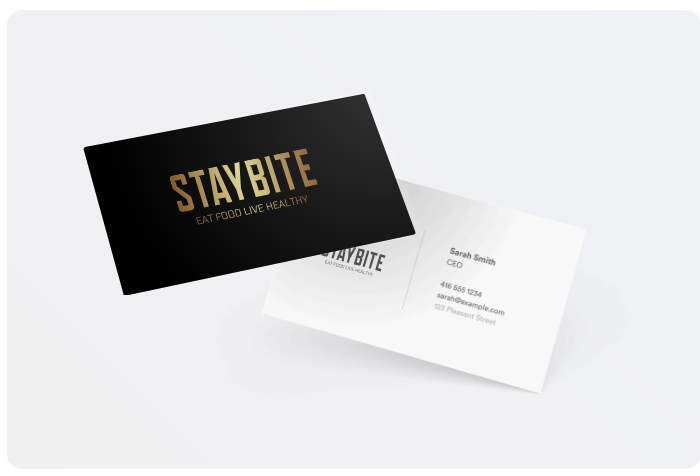 STAYBITE
EAT FOOD LIVE HEALTHY
STAYBITE
EAT FOOD LIVE HEALTHY
Sarah Smith
CEO
416 555 1234
sarah@example.com
123 Pleasant Street